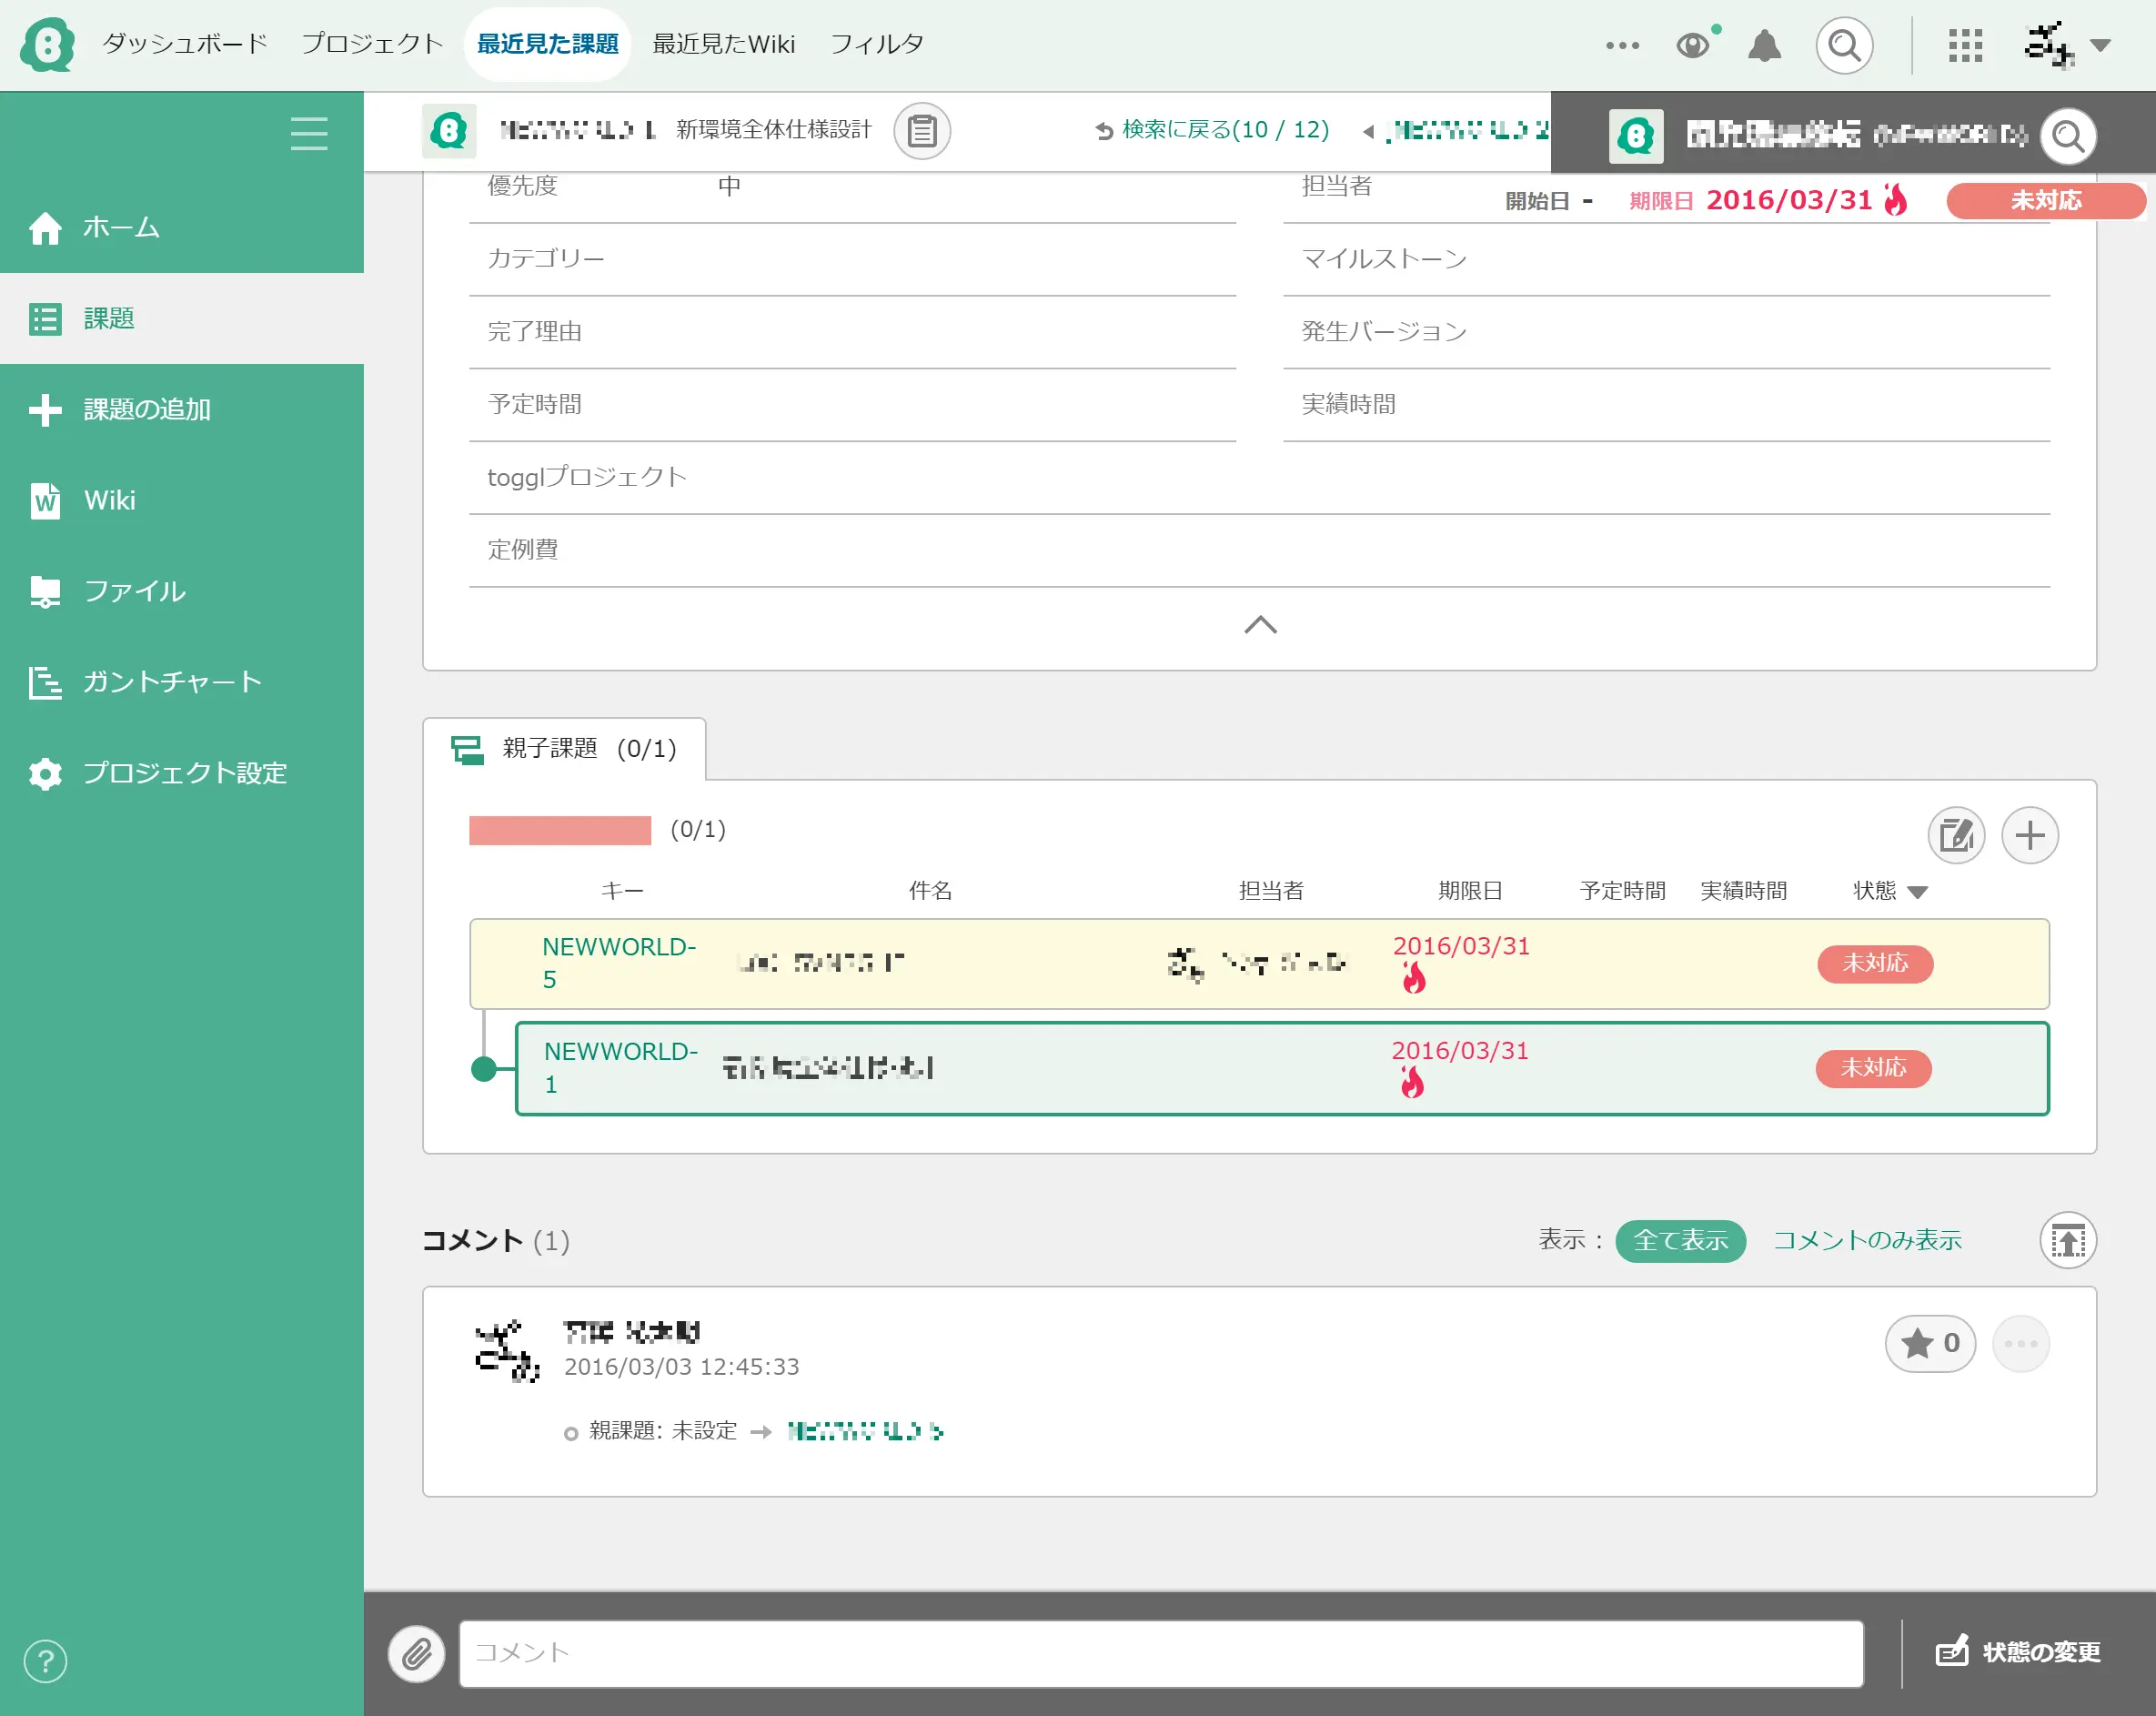 ダッシュボード プロジェクト 最近見た課題 最近見たWiki フィルタ
新環境全体仕様設計 検索に戻る(10 / 12)
ホーム
課題
課題の追加
Wiki
ファイル
ガントチャート
プロジェクト設定
優先度 中 担当者
開始日 - 期限日 2016/03/31 未対応
カテゴリー マイルストーン
完了理由 発生バージョン
予定時間 実績時間
togglプロジェクト
定例費
親子課題 (0/1)
(0/1)
キー 件名 担当者 期限日 予定時間 実績時間 状態
NEWWORLD-
5
2016/03/31
未対応
NEWWORLD-
1
2016/03/31
未対応
コメント (1)
表示： 全て表示 コメントのみ表示
0
2016/03/03 12:45:33
親課題: 未設定
コメント
状態の変更